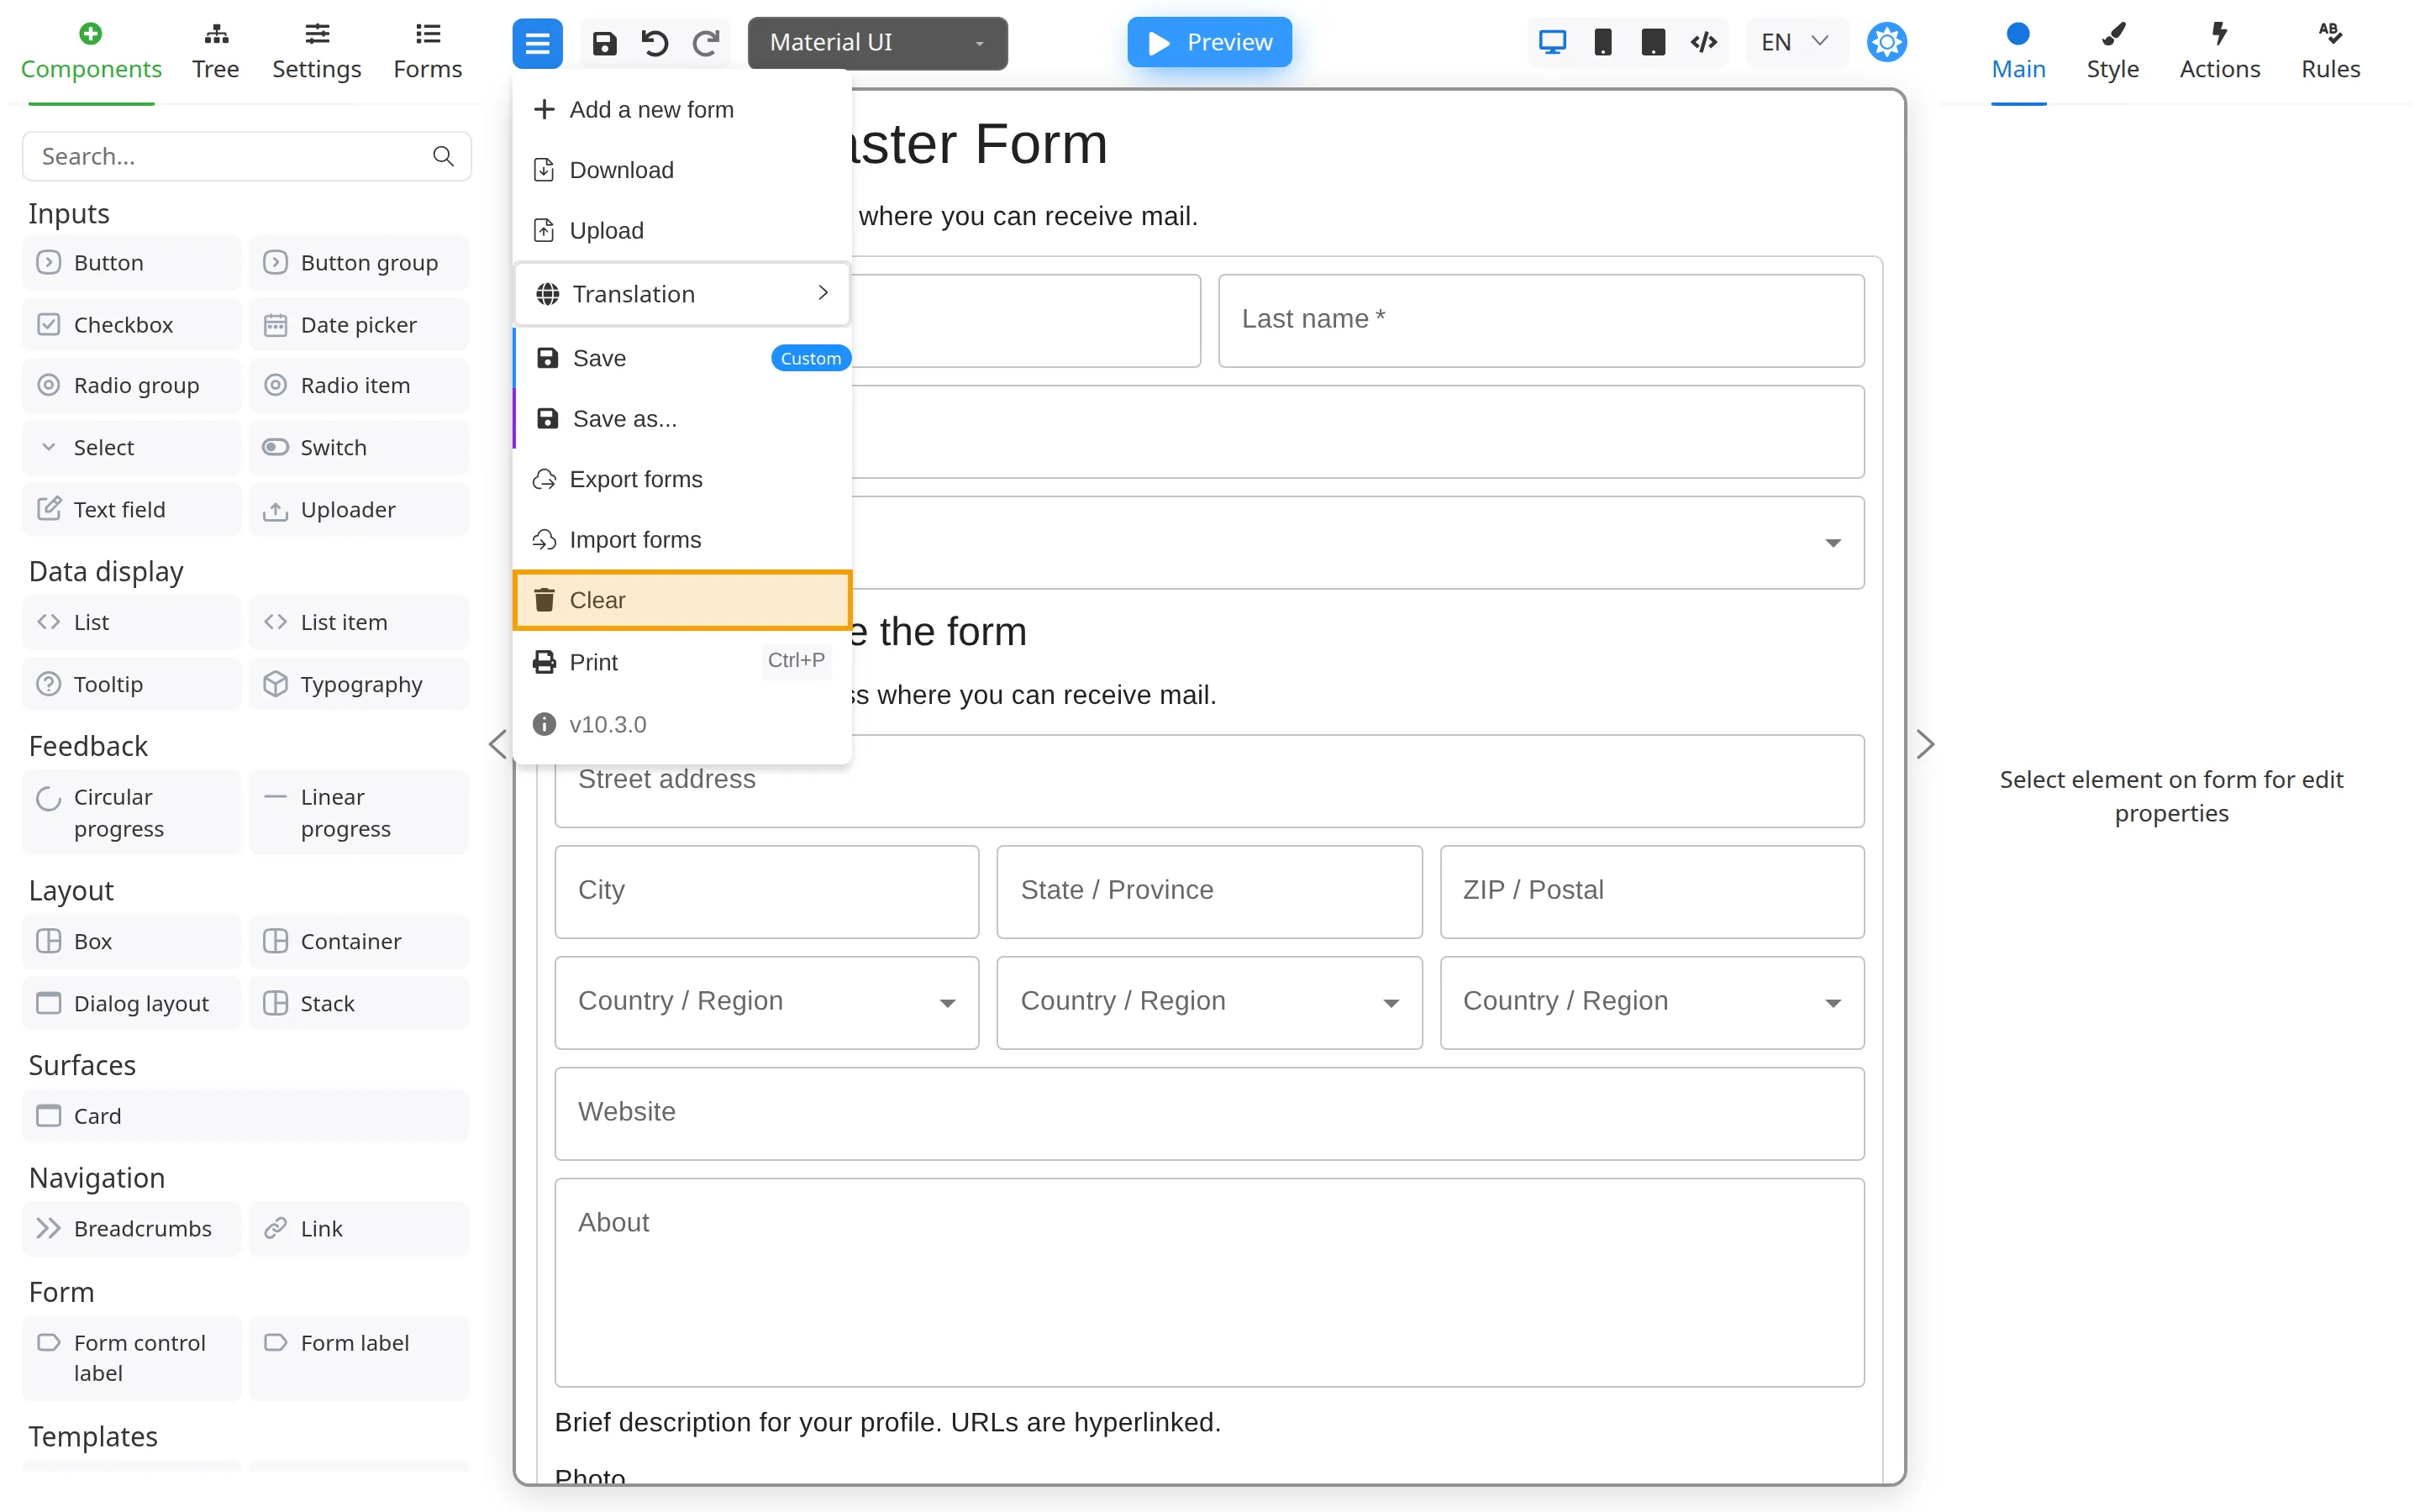 Components
Tree
Settings
Forms
Material UI
Preview
EN
Main
Style
Actions
Rules
Search...
Inputs
Button
Button group
Checkbox
Date picker
Radio group
Radio item
Select
Switch
Text field
Uploader
Data display
List
List item
Tooltip
Typography
Feedback
Circular
progress
Linear
progress
Layout
Box
Container
Dialog layout
Stack
Surfaces
Card
Navigation
Breadcrumbs
Link
Form
Form control
label
Form label
Templates
Add a new form
Download
Upload
Translation
Save
Custom
Save as...
Export forms
Import forms
Clear
Print
Ctrl+P
v10.3.0
aster Form
where you can receive mail.
Last name *
e the form
ss where you can receive mail.
Street address
City
State / Province
ZIP / Postal
Country / Region
Country / Region
Country / Region
Website
About
Brief description for your profile. URLs are hyperlinked.
Photo
Select element on form for edit
properties